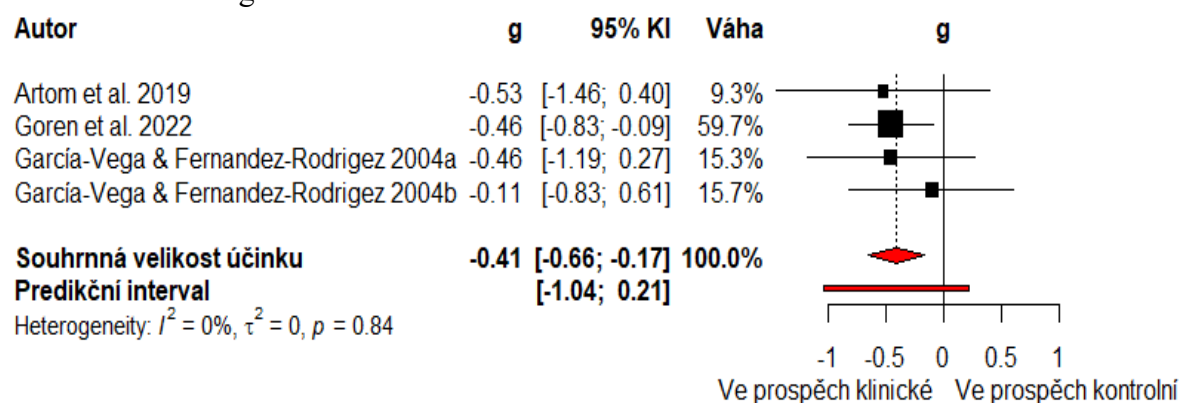 Autor g 95% KI Váha g
Artom et al. 2019 -0.53 [-1.46; 0.40] 9.3%
Goren et al. 2022 -0.46 [-0.83; -0.09] 59.7%
García-Vega & Fernandez-Rodrigez 2004a -0.46 [-1.19; 0.27] 15.3%
García-Vega & Fernandez-Rodrigez 2004b -0.11 [-0.83; 0.61] 15.7%
Souhrnná velikost účinku -0.41 [-0.66; -0.17] 100.0%
Predikční interval [-1.04; 0.21]
Heterogeneity: I² = 0%, τ² = 0, p = 0.84
-1 -0.5 0 0.5 1
Ve prospěch klinické Ve prospěch kontrolní